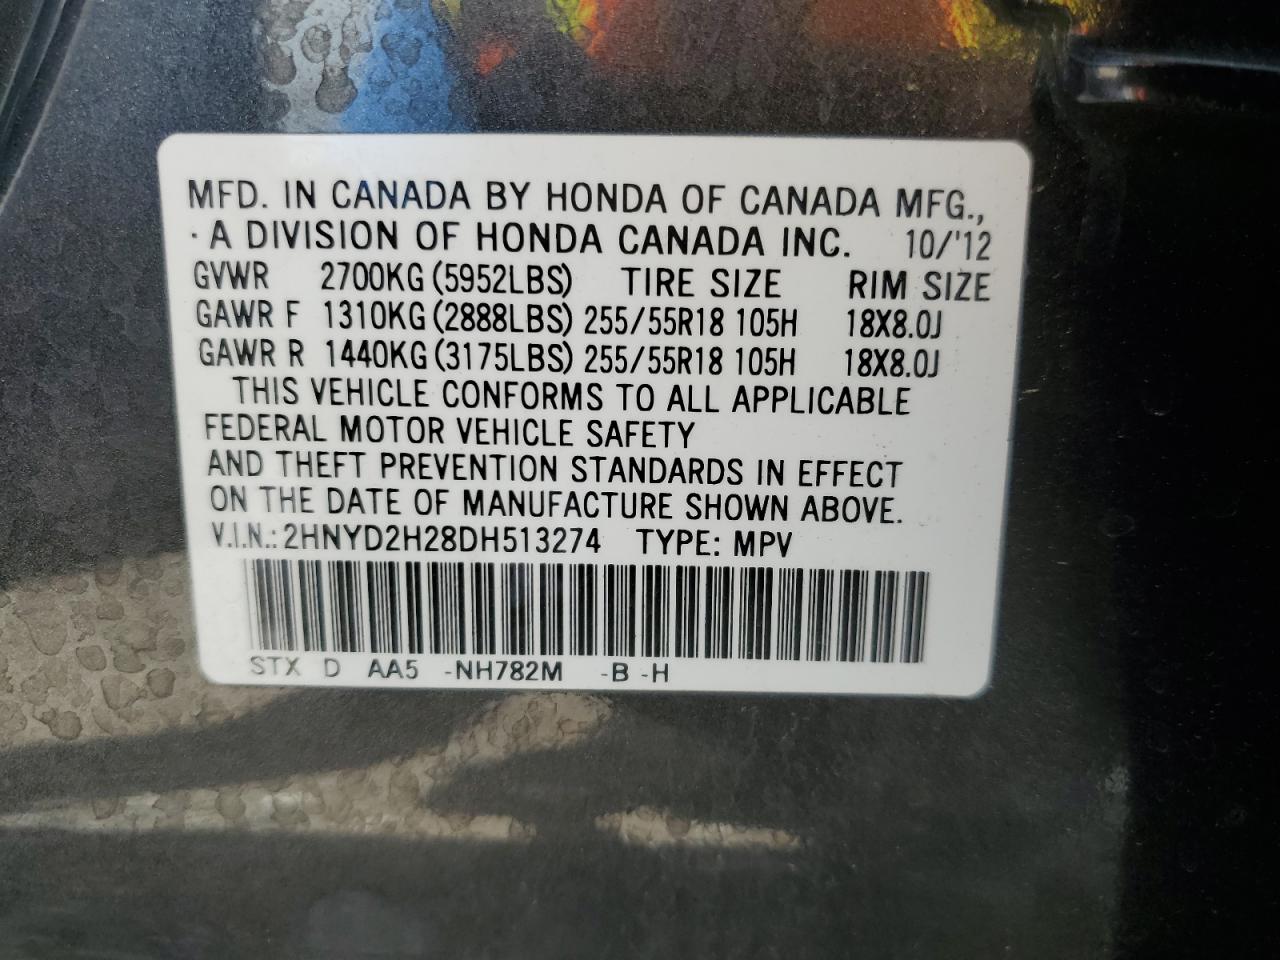 MFD. IN CANADA BY HONDA OF CANADA MFG.,
· A DIVISION OF HONDA CANADA INC. 10/'12
GVWR 2700KG (5952LBS) TIRE SIZE RIM SIZE
GAWR F 1310KG (2888LBS) 255/55R18 105H 18X8.0J
GAWR R 1440KG (3175LBS) 255/55R18 105H 18X8.0J
THIS VEHICLE CONFORMS TO ALL APPLICABLE
FEDERAL MOTOR VEHICLE SAFETY
AND THEFT PREVENTION STANDARDS IN EFFECT
ON THE DATE OF MANUFACTURE SHOWN ABOVE.
V.I.N.: 2HNYD2H28DH513274 TYPE: MPV
STX D AA5 -NH782M -B -H